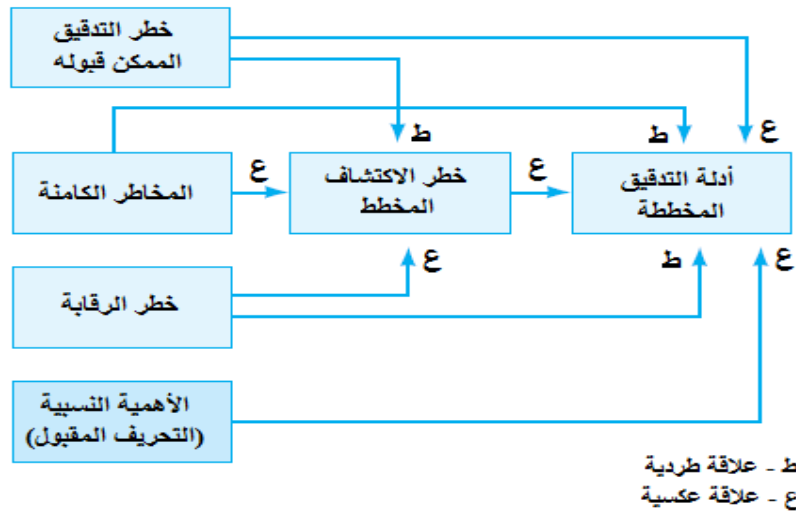 خطر التدقيق
الممكن قبوله
ط
ط
ع
المخاطر الكامنة
ع
خطر الاكتشاف
المخطط
ع
أدلة التدقيق
المخططة
ع
ط
ع
خطر الرقابة
الأهمية النسبية
(التحريف المقبول)
ط - علاقة طردية
ع - علاقة عكسية